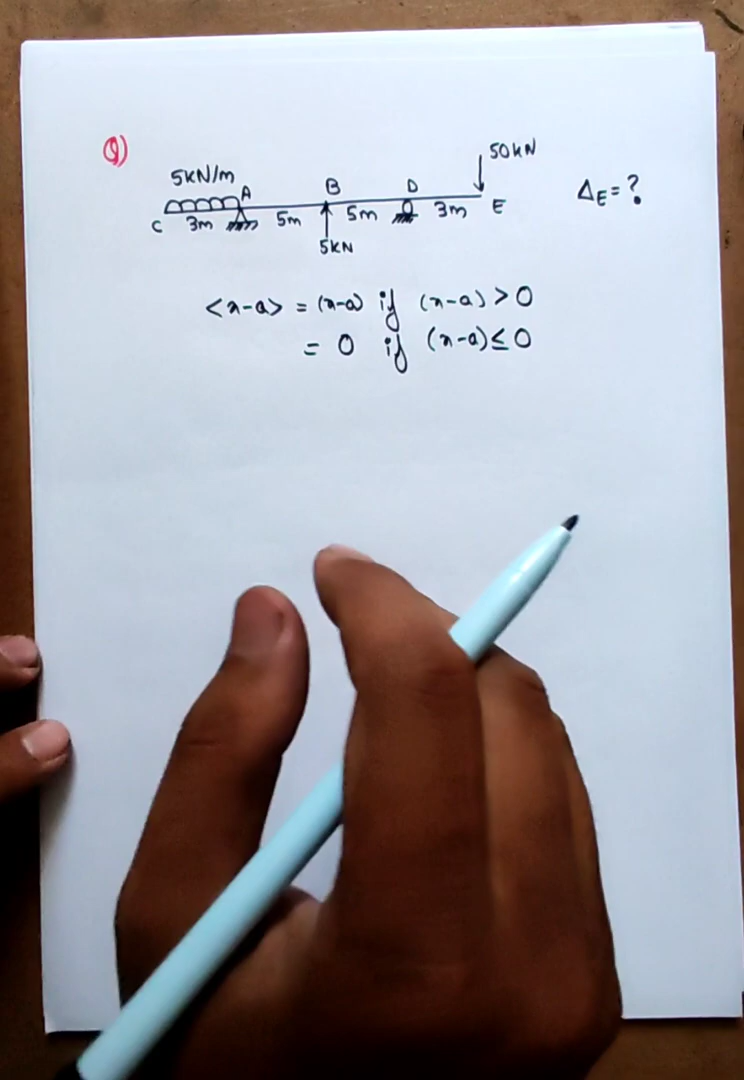 Q)
50kN
5kN/m
A B D
ΔE = ?
C 3m 5m 5m 3m E
5kN
<x-a> = (x-a) if (x-a) > 0
= 0 if (x-a) ≤ 0